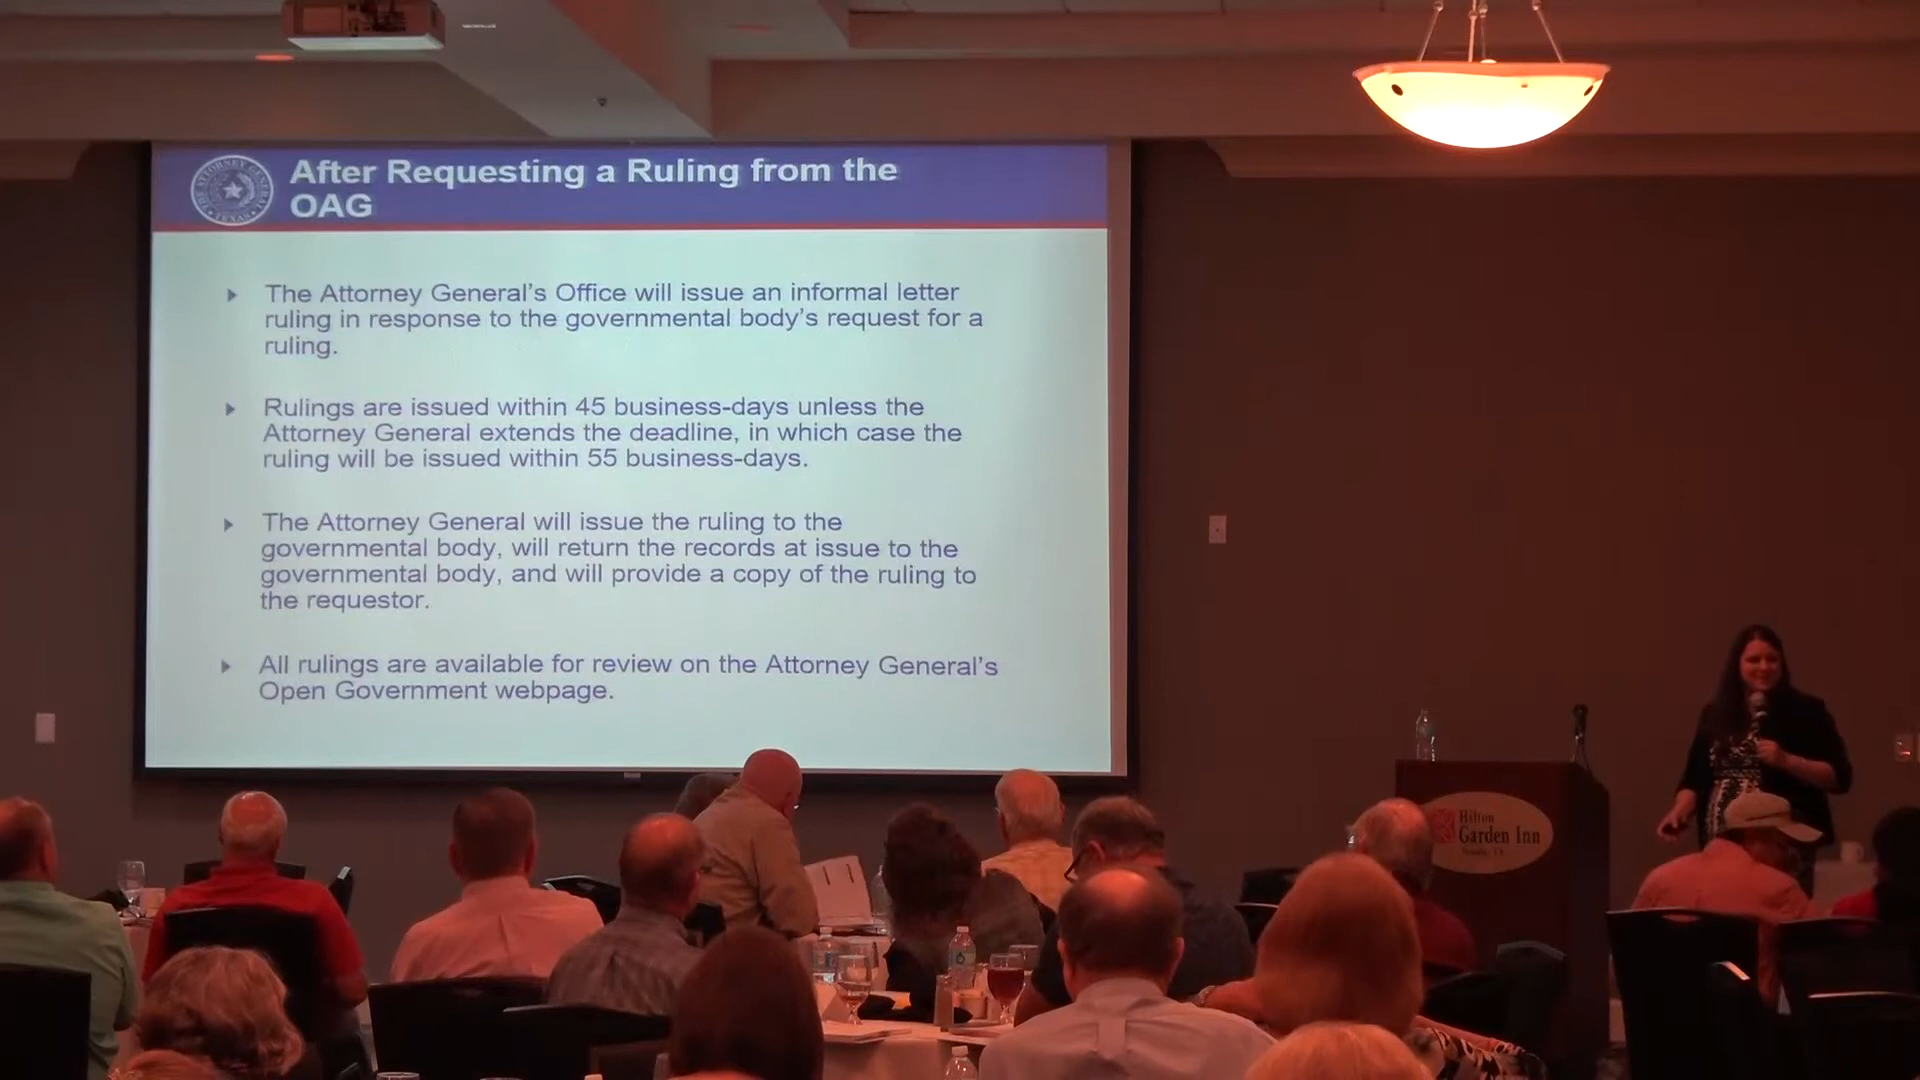 After Requesting a Ruling from the
OAG
The Attorney General's Office will issue an informal letter
ruling in response to the governmental body's request for a
ruling.
Rulings are issued within 45 business-days unless the
Attorney General extends the deadline, in which case the
ruling will be issued within 55 business-days.
The Attorney General will issue the ruling to the
governmental body, will return the records at issue to the
governmental body, and will provide a copy of the ruling to
the requestor.
All rulings are available for review on the Attorney General's
Open Government webpage.
Hilton
Garden Inn